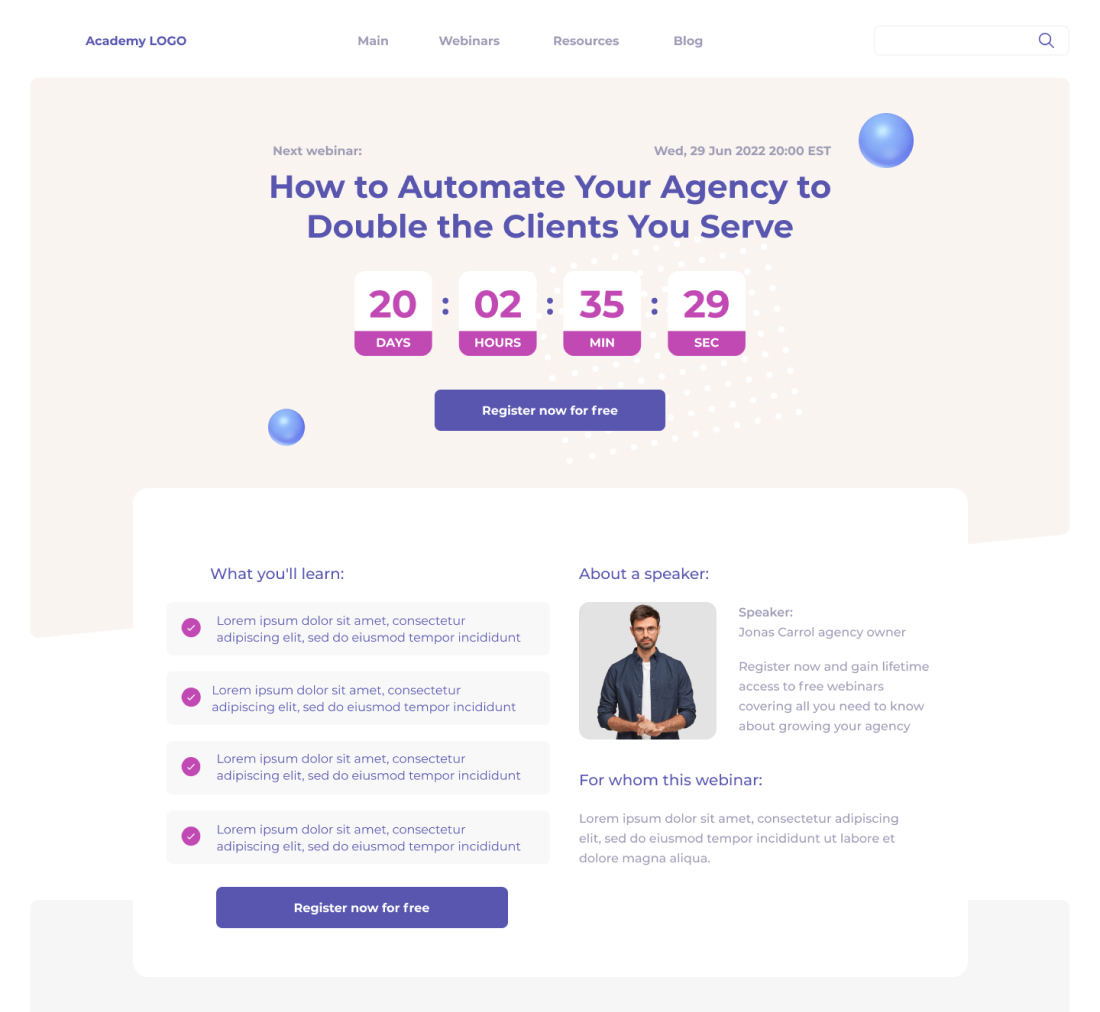 Academy LOGO
Main
Webinars
Resources
Blog
Next webinar:
Wed, 29 Jun 2022 20:00 EST
How to Automate Your Agency to
Double the Clients You Serve
20 : 02 : 35 : 29
DAYS HOURS MIN SEC
Register now for free
What you'll learn:
Lorem ipsum dolor sit amet, consectetur
adipiscing elit, sed do eiusmod tempor incididunt
Lorem ipsum dolor sit amet, consectetur
adipiscing elit, sed do eiusmod tempor incididunt
Lorem ipsum dolor sit amet, consectetur
adipiscing elit, sed do eiusmod tempor incididunt
Lorem ipsum dolor sit amet, consectetur
adipiscing elit, sed do eiusmod tempor incididunt
Register now for free
About a speaker:
Speaker:
Jonas Carrol agency owner
Register now and gain lifetime
access to free webinars
covering all you need to know
about growing your agency
For whom this webinar:
Lorem ipsum dolor sit amet, consectetur adipiscing
elit, sed do eiusmod tempor incididunt ut labore et
dolore magna aliqua.